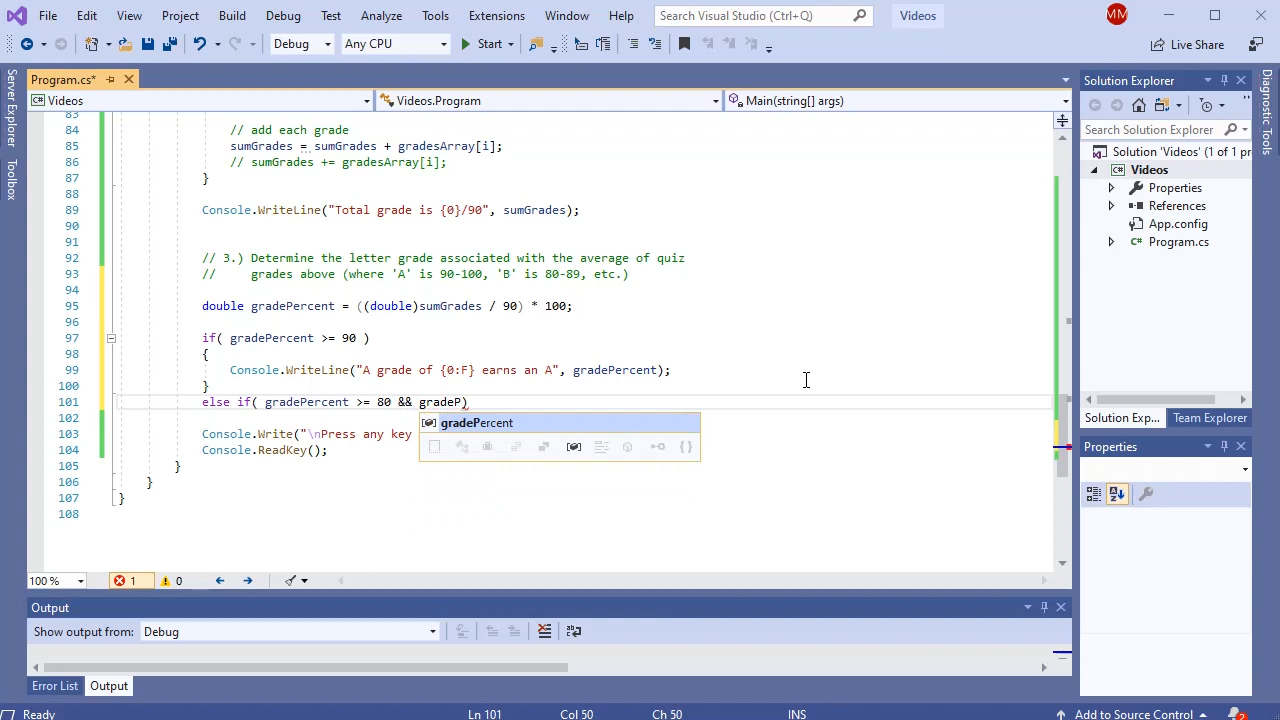 File Edit View Project Build Debug Test Analyze Tools Extensions Window Help Search Visual Studio (Ctrl+Q) Videos MM
Debug Any CPU Start Live Share
Server Explorer
Toolbox
Program.cs*
Videos Videos.Program Main(string[] args)
83
84 // add each grade
85 sumGrades = sumGrades + gradesArray[i];
86 // sumGrades += gradesArray[i];
87 }
88
89 Console.WriteLine("Total grade is {0}/90", sumGrades);
90
91
92 // 3.) Determine the letter grade associated with the average of quiz
93 // grades above (where 'A' is 90-100, 'B' is 80-89, etc.)
94
95 double gradePercent = ((double)sumGrades / 90) * 100;
96
97 if( gradePercent >= 90 )
98 {
99 Console.WriteLine("A grade of {0:F} earns an A", gradePercent);
100 }
101 else if( gradePercent >= 80 && gradeP)
gradePercent
102
103 Console.Write("\nPress any key
104 Console.ReadKey();
105 }
106 }
107 }
108
100 % 1 0
Output
Show output from: Debug
Error List Output
Solution Explorer
Search Solution Explorer
Solution 'Videos' (1 of 1 pr
Videos
Properties
References
App.config
Program.cs
Solution Exp... Team Explorer
Properties
Diagnostic Tools
Ready Ln 101 Col 50 Ch 50 INS Add to Source Control 2